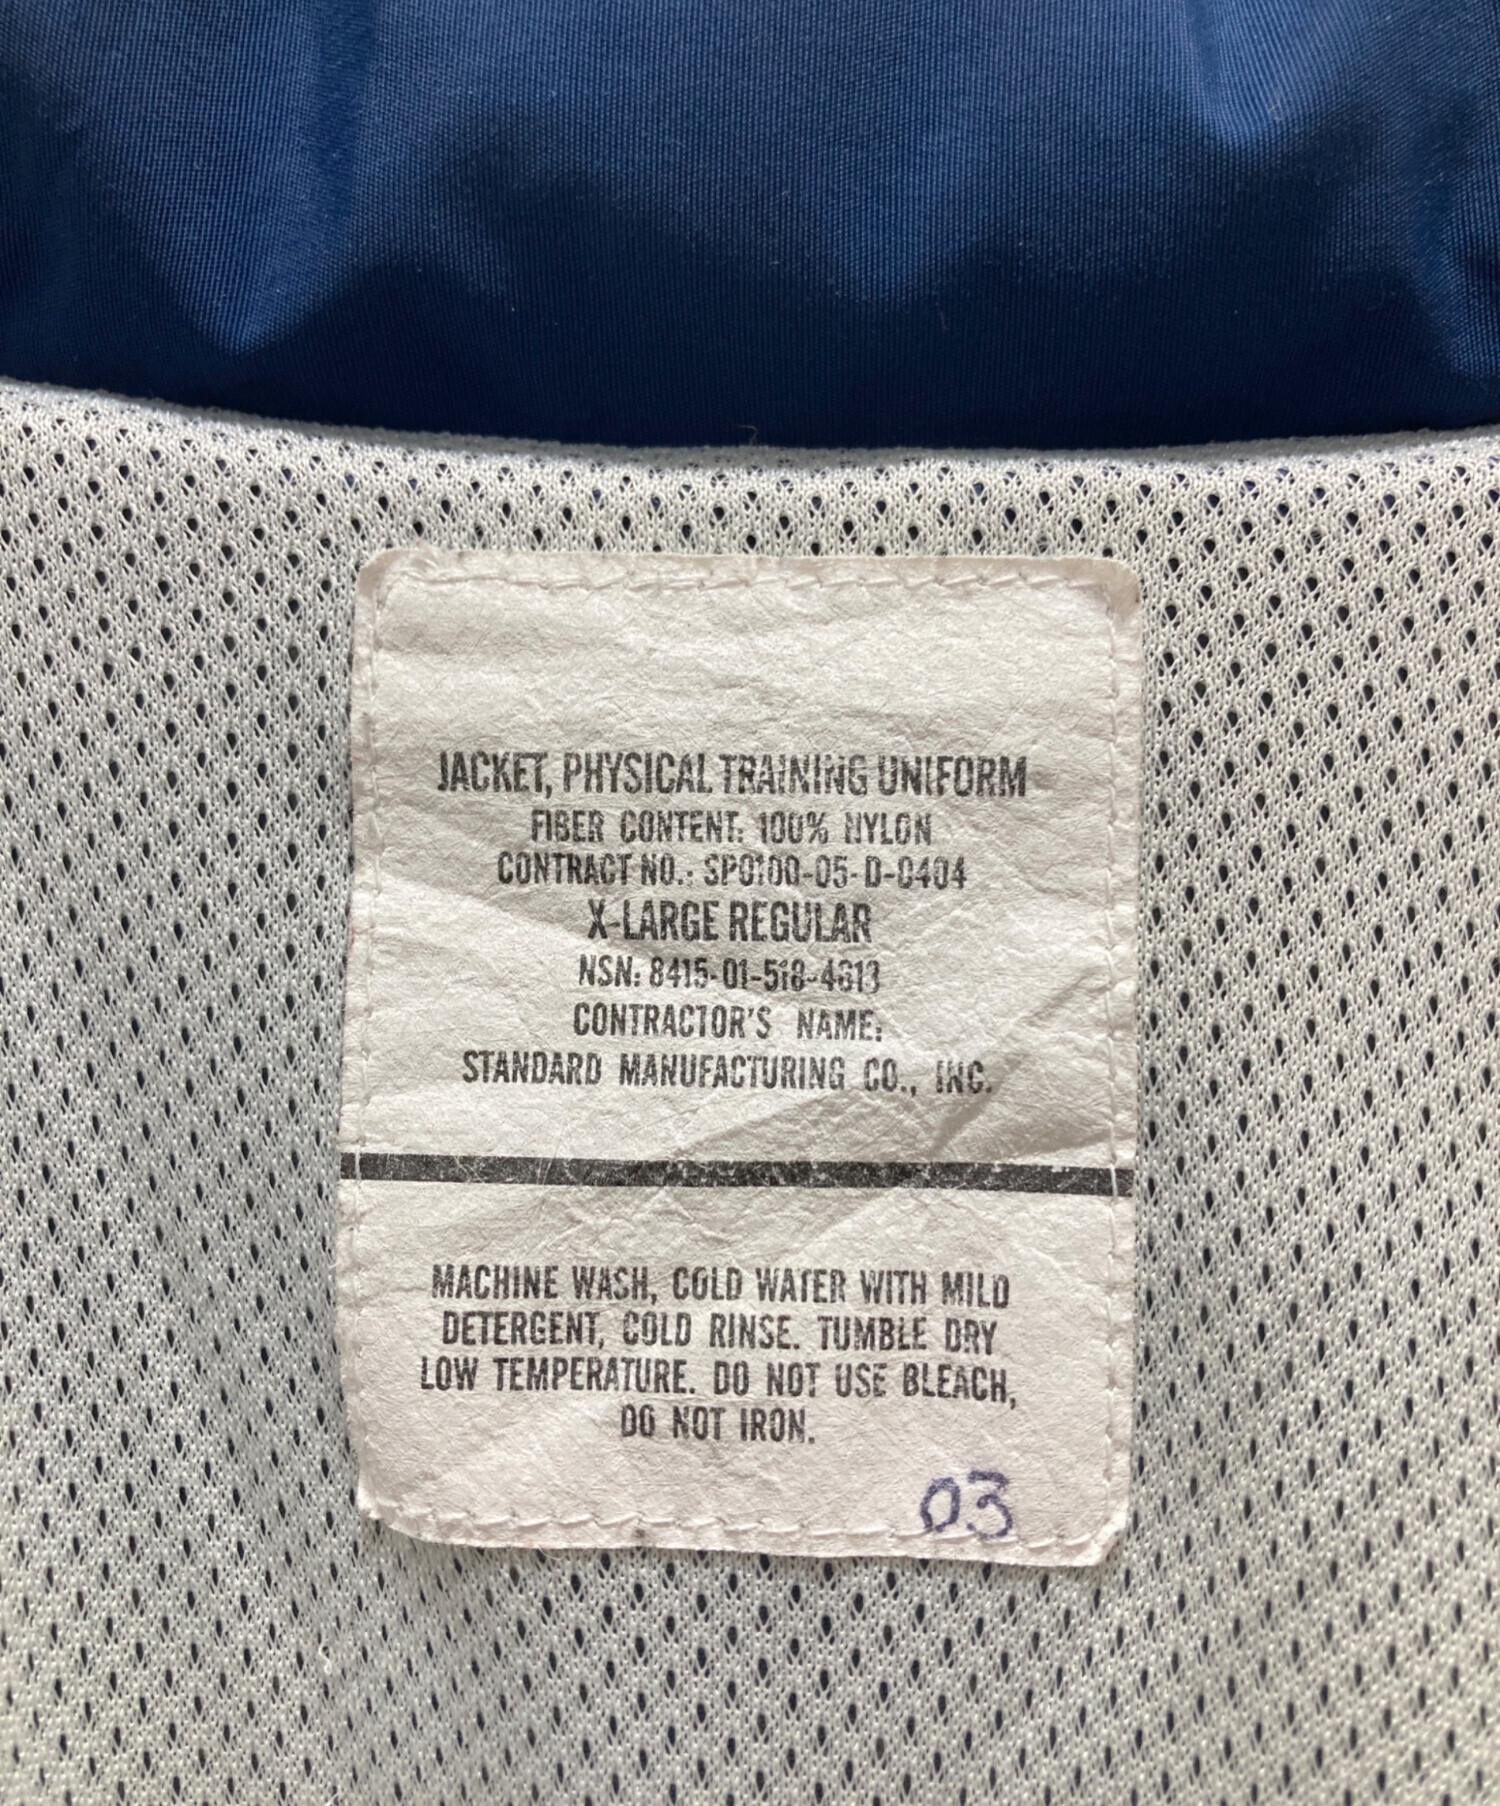 JACKET, PHYSICAL TRAINING UNIFORM
FIBER CONTENT: 100% NYLON
CONTRACT NO.: SP0100-05-D-0404
X-LARGE REGULAR
NSN: 8415-01-518-4613
CONTRACTOR'S NAME:
STANDARD MANUFACTURING CO., INC.
MACHINE WASH, COLD WATER WITH MILD
DETERGENT, COLD RINSE. TUMBLE DRY
LOW TEMPERATURE. DO NOT USE BLEACH,
DO NOT IRON.
03